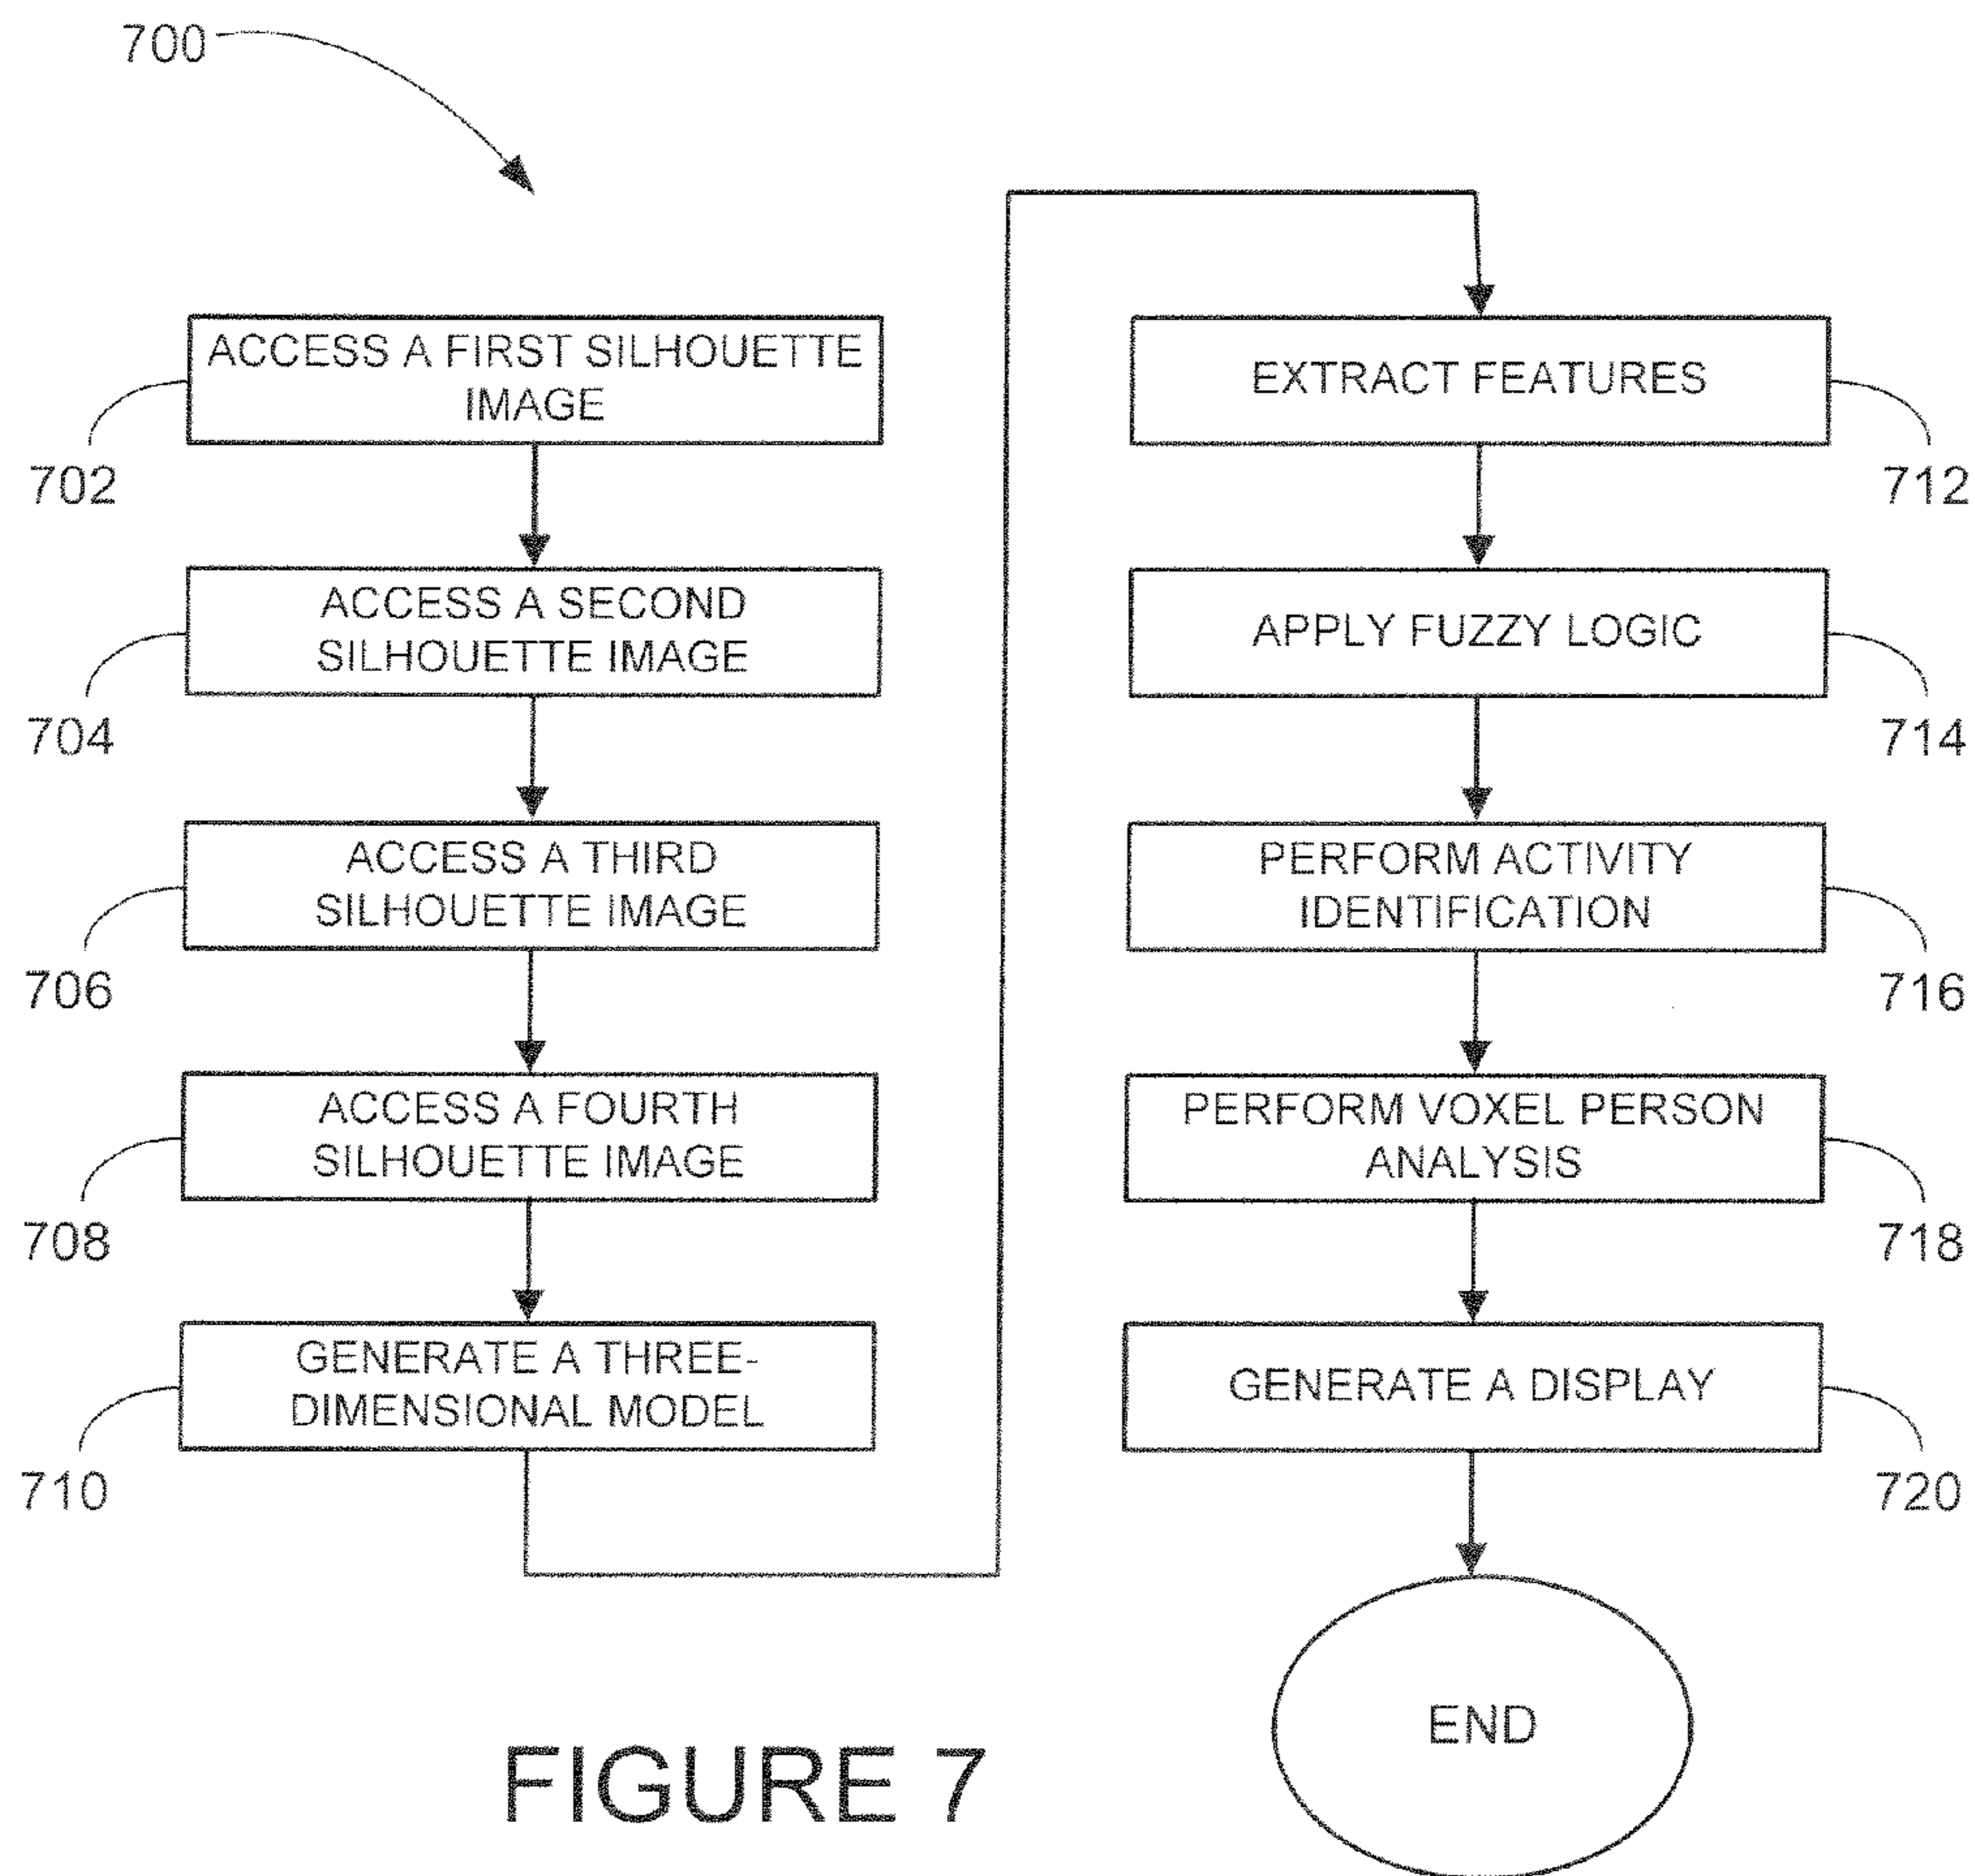 700
ACCESS A FIRST SILHOUETTE
IMAGE
702
ACCESS A SECOND
SILHOUETTE IMAGE
704
ACCESS A THIRD
SILHOUETTE IMAGE
706
ACCESS A FOURTH
SILHOUETTE IMAGE
708
GENERATE A THREE-
DIMENSIONAL MODEL
710
EXTRACT FEATURES
712
APPLY FUZZY LOGIC
714
PERFORM ACTIVITY
IDENTIFICATION
716
PERFORM VOXEL PERSON
ANALYSIS
718
GENERATE A DISPLAY
720
END
FIGURE 7